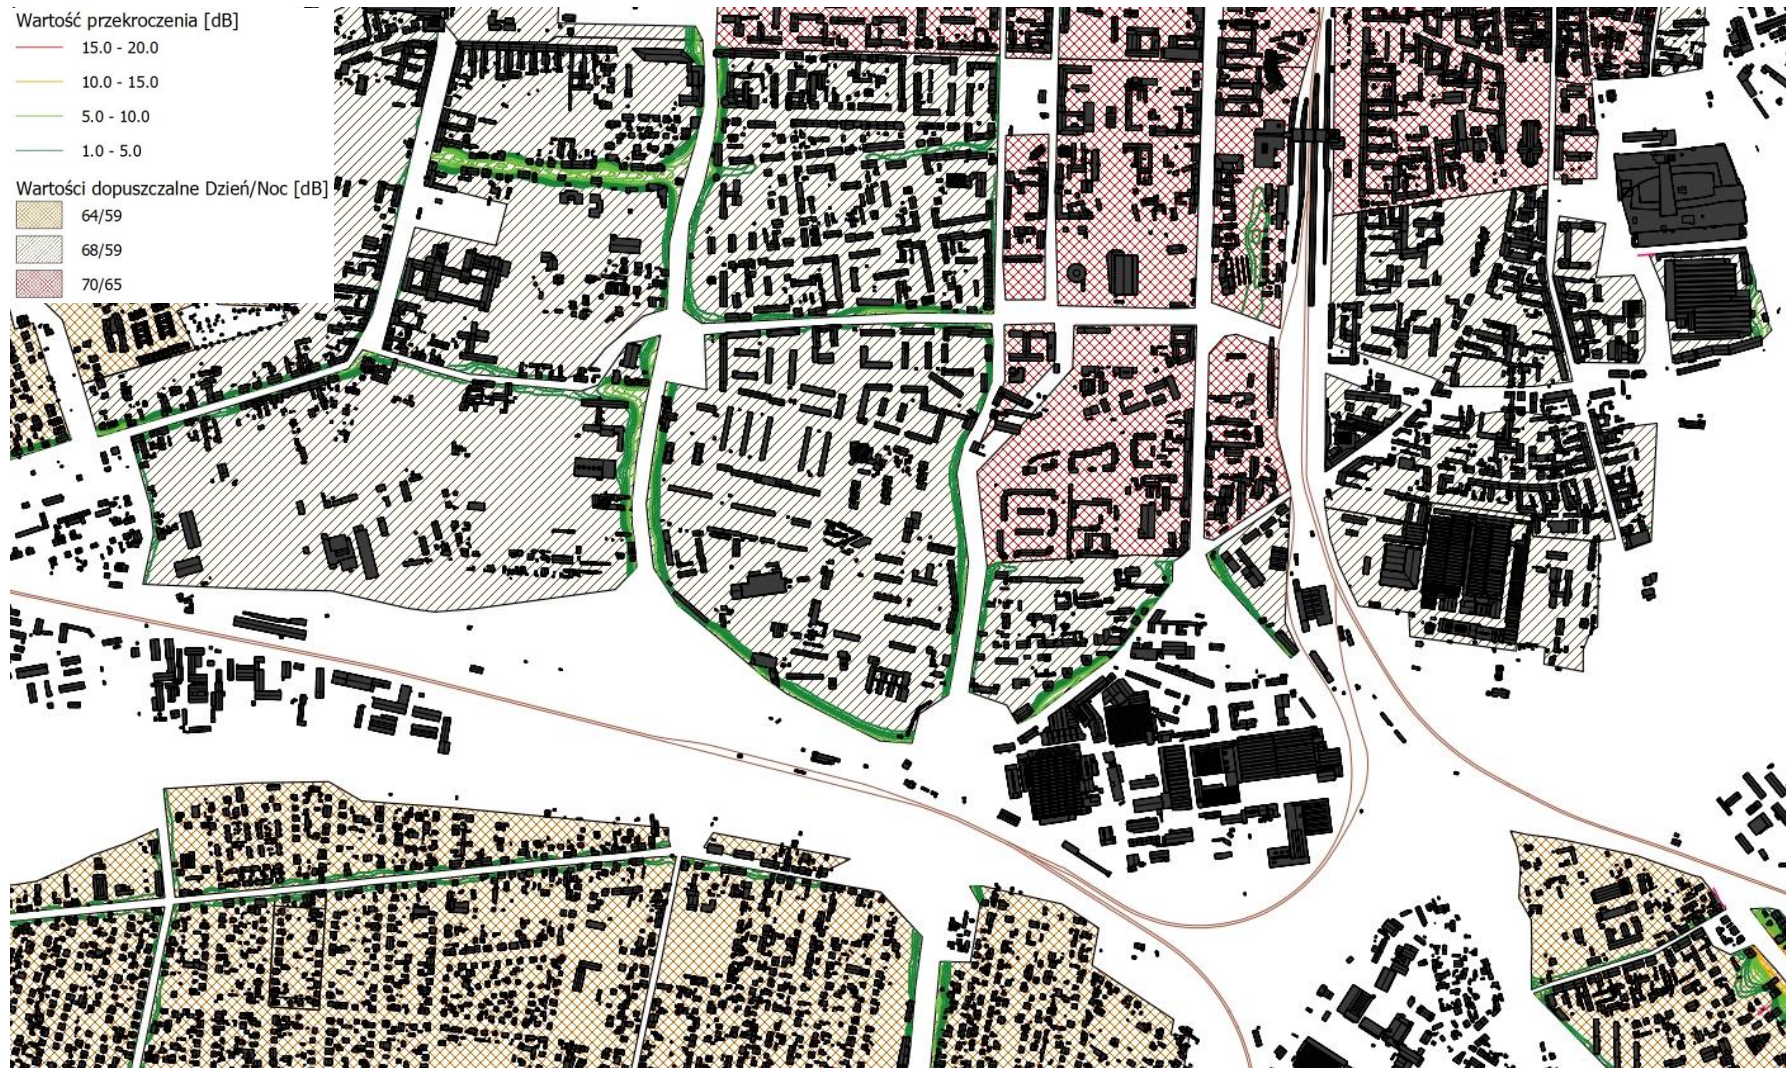 Wartość przekroczenia [dB]
15.0 - 20.0
10.0 - 15.0
5.0 - 10.0
1.0 - 5.0
Wartości dopuszczalne Dzień/Noc [dB]
64/59
68/59
70/65